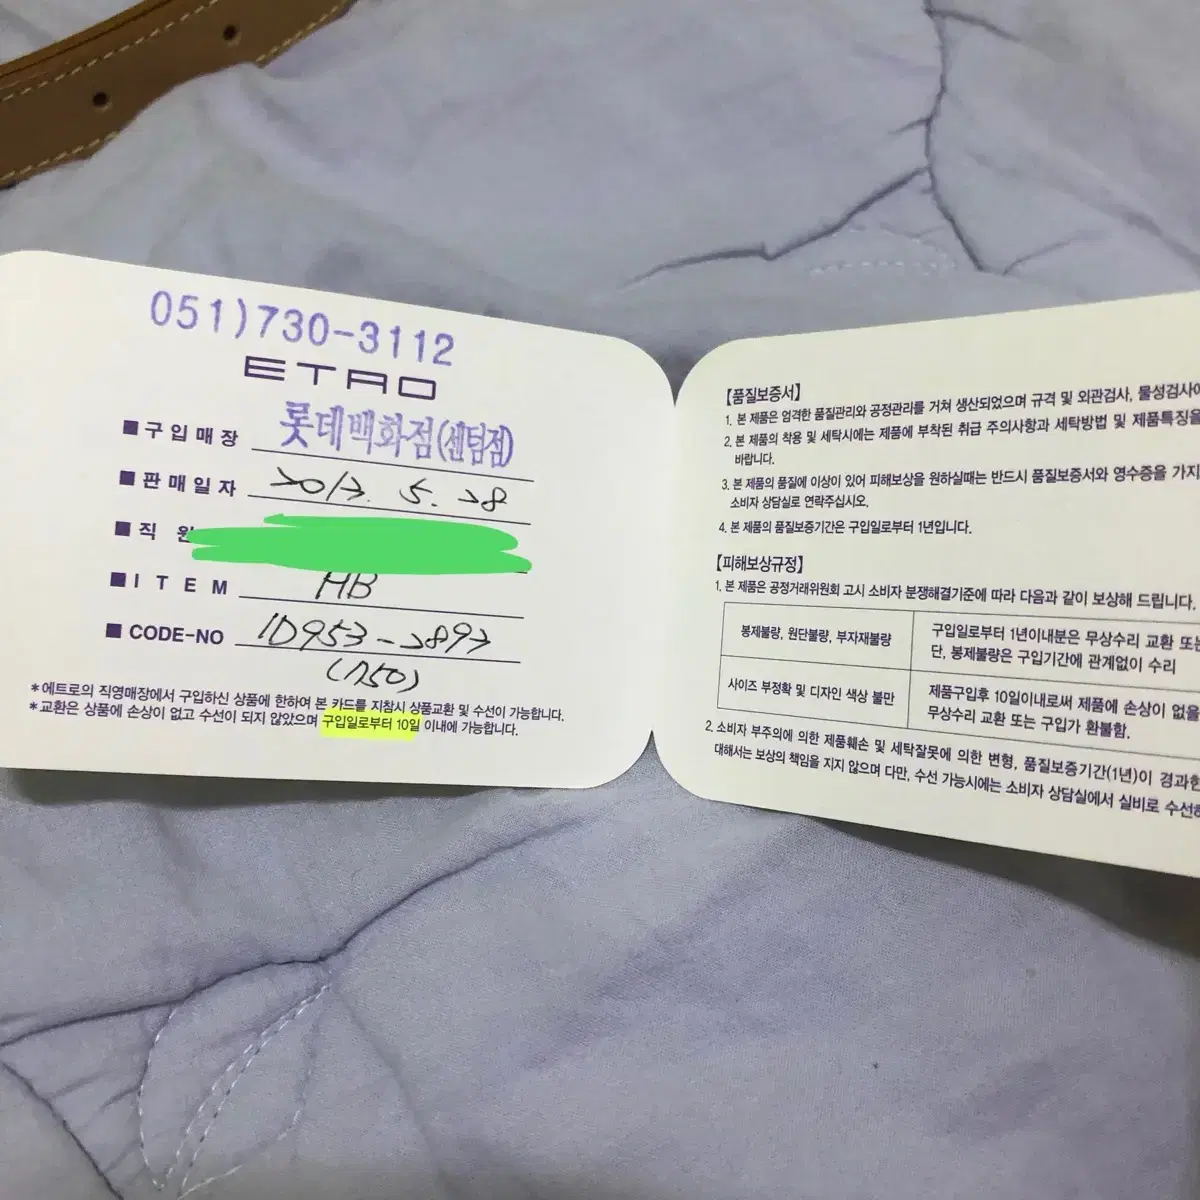 051)730-3112
ETRO
■구입매장 롯데백화점(센텀점)
■판매일자 2017. 5. 28
■직 원
■ITEM HB
■CODE-NO 1D953-2897
(1750)
*에트로의 직영매장에서 구입하신 상품에 한하여 본 카드를 지참시 상품교환 및 수선이 가능합니다.
*교환은 상품에 손상이 없고 수선이 되지 않았으며 구입일로부터 10일 이내에 가능합니다.
【품질보증서】
1. 본 제품은 엄격한 품질관리와 공정관리를 거쳐 생산되었으며 규격 및 외관검사, 물성검사에
2. 본 제품의 착용 및 세탁시에는 제품에 부착된 취급 주의사항과 세탁방법 및 제품특징을
바랍니다.
3. 본 제품의 품질에 이상이 있어 피해보상을 원하실때는 반드시 품질보증서와 영수증을 가지
소비자 상담실로 연락주십시오.
4. 본 제품의 품질보증기간은 구입일로부터 1년입니다.
【피해보상규정】
1. 본 제품은 공정거래위원회 고시 소비자 분쟁해결기준에 따라 다음과 같이 보상해 드립니다.
봉제불량, 원단불량, 부자재불량
구입일로부터 1년이내분은 무상수리 교환 또는
단, 봉제불량은 구입기간에 관계없이 수리
사이즈 부정확 및 디자인 색상 불만
제품구입후 10일이내로써 제품에 손상이 없을
무상수리 교환 또는 구입가 환불함.
2. 소비자 부주의에 의한 제품훼손 및 세탁잘못에 의한 변형, 품질보증기간(1년)이 경과한
대해서는 보상의 책임을 지지 않으며 다만, 수선 가능시에는 소비자 상담실에서 실비로 수선해